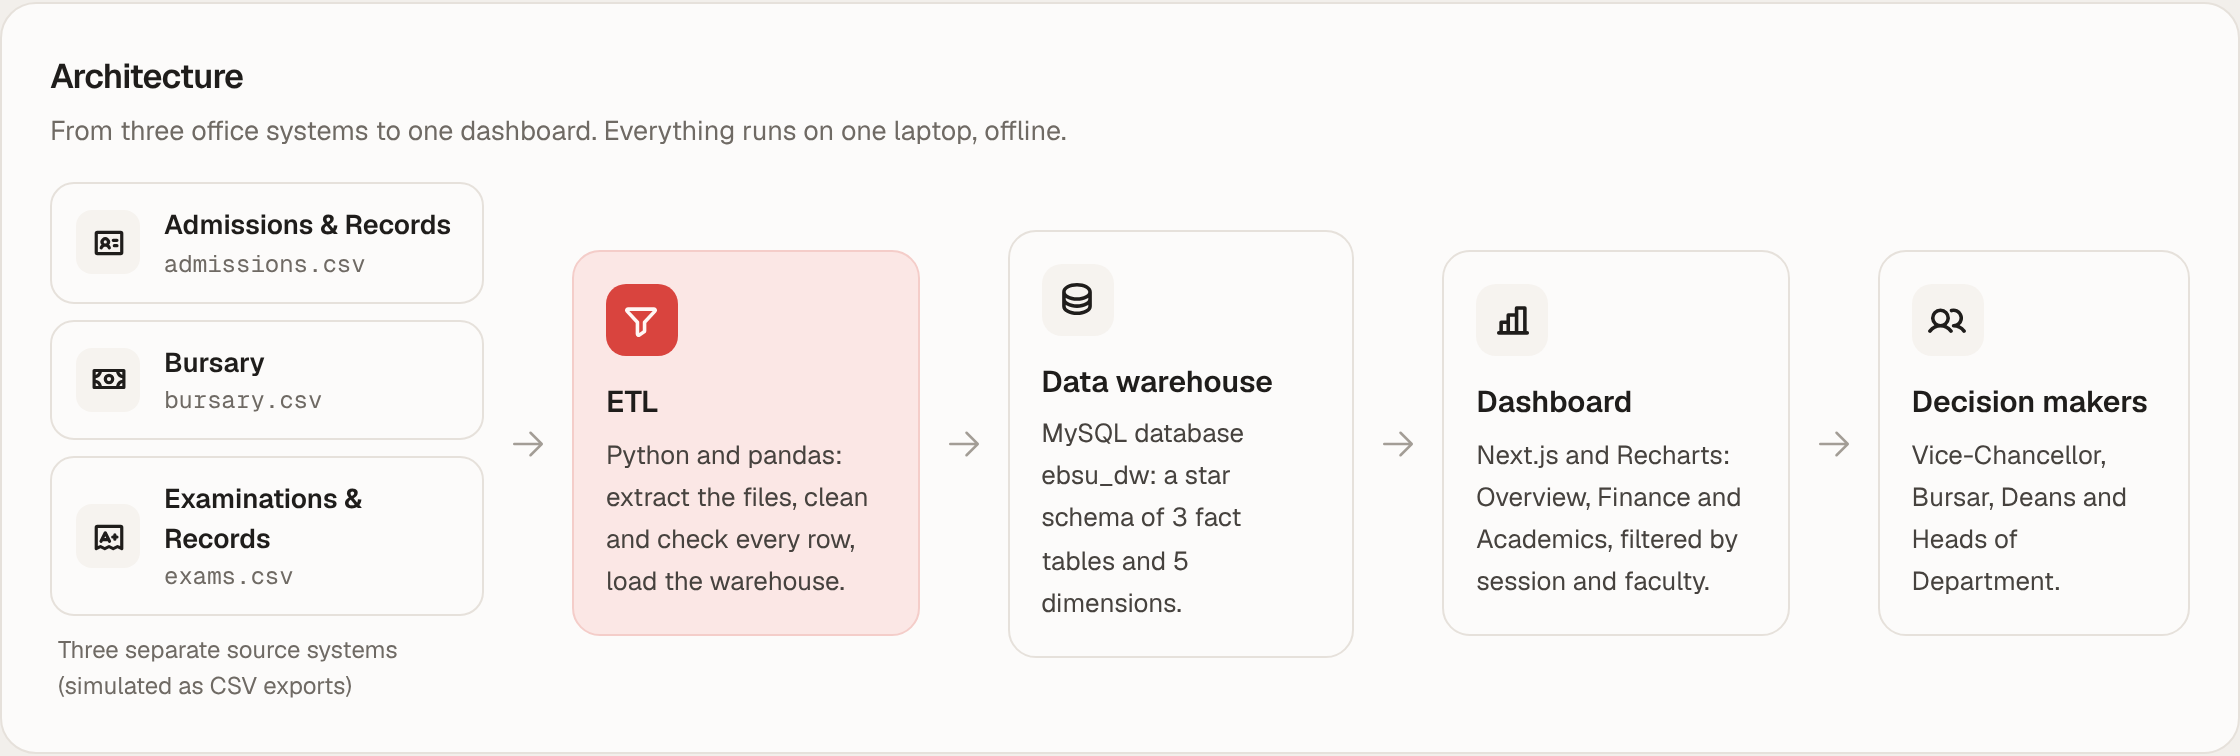 Architecture
From three office systems to one dashboard. Everything runs on one laptop, offline.
Admissions & Records
admissions.csv
Bursary
bursary.csv
Examinations &
Records
exams.csv
Three separate source systems
(simulated as CSV exports)
ETL
Python and pandas:
extract the files, clean
and check every row,
load the warehouse.
Data warehouse
MySQL database
ebsu_dw: a star
schema of 3 fact
tables and 5
dimensions.
Dashboard
Next.js and Recharts:
Overview, Finance and
Academics, filtered by
session and faculty.
Decision makers
Vice-Chancellor,
Bursar, Deans and
Heads of
Department.